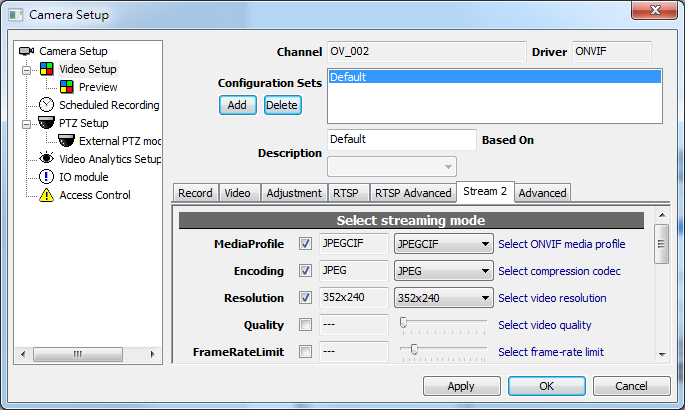 Camera Setup
Camera Setup
Video Setup
Preview
Scheduled Recording
PTZ Setup
External PTZ moc
Video Analytics Setup
IO module
Access Control
Channel OV_002 Driver ONVIF
Configuration Sets Default
Add Delete
Description Default Based On
Record Video Adjustment RTSP RTSP Advanced Stream 2 Advanced
Select streaming mode
MediaProfile JPEGCIF JPEGCIF Select ONVIF media profile
Encoding JPEG JPEG Select compression codec
Resolution 352x240 352x240 Select video resolution
Quality --- Select video quality
FrameRateLimit --- Select frame-rate limit
Apply OK Cancel